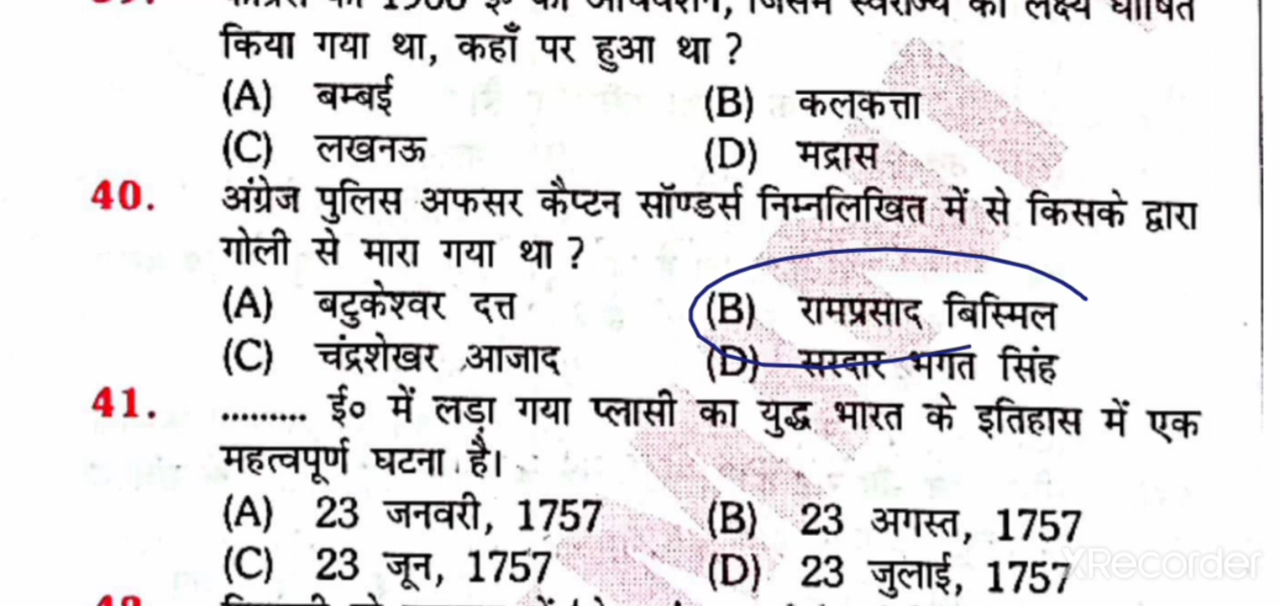 किया गया था, कहाँ पर हुआ था ?
(A) बम्बई (B) कलकत्ता
(C) लखनऊ (D) मद्रास
40. अंग्रेज पुलिस अफसर कैप्टन सॉण्डर्स निम्नलिखित में से किसके द्वारा
गोली से मारा गया था ?
(A) बटुकेश्वर दत्त (B) रामप्रसाद बिस्मिल
(C) चंद्रशेखर आजाद (D) सरदार भगत सिंह
41. ......... ई० में लड़ा गया प्लासी का युद्ध भारत के इतिहास में एक
महत्वपूर्ण घटना है।
(A) 23 जनवरी, 1757 (B) 23 अगस्त, 1757
(C) 23 जून, 1757 (D) 23 जुलाई, 1757
XRecorder